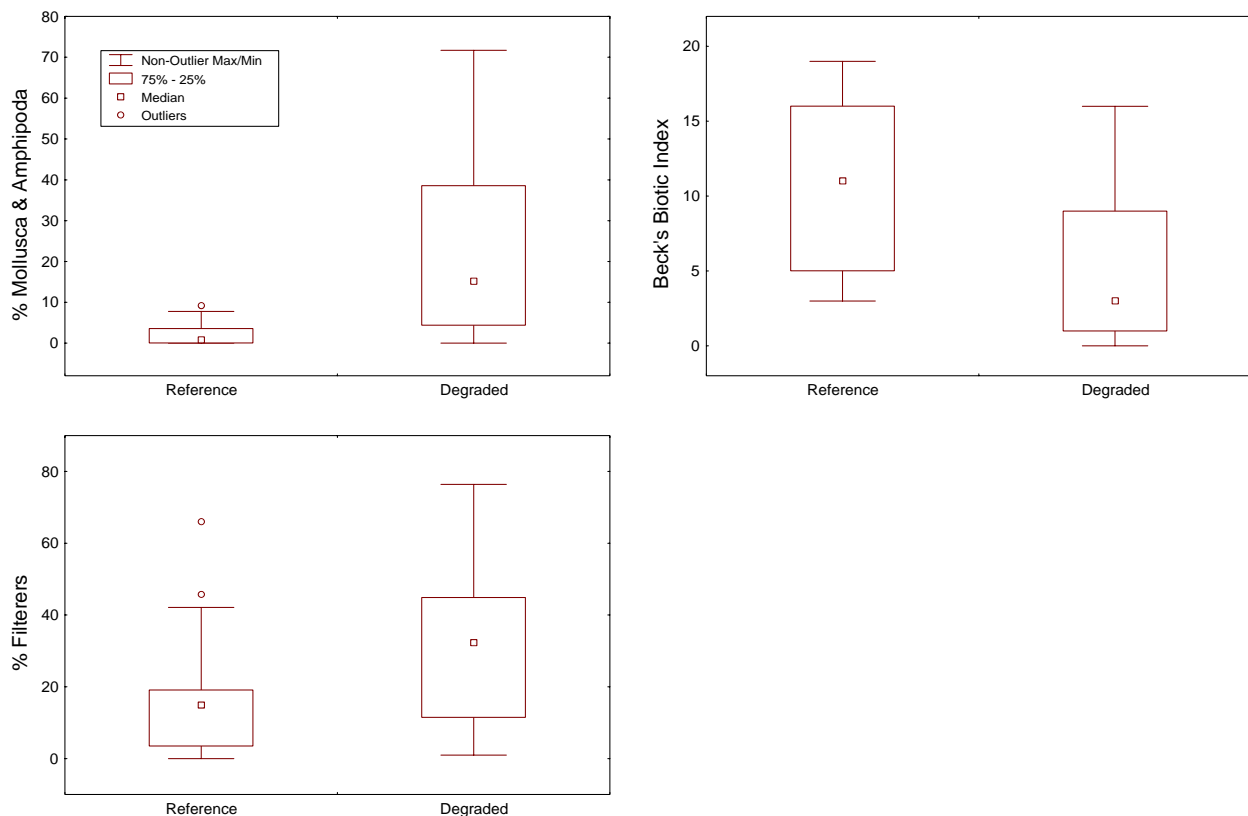 % Mollusca & Amphipoda
80
70
60
50
40
30
20
10
0
Non-Outlier Max/Min
75% - 25%
Median
Outliers
Reference Degraded
Beck's Biotic Index
20
15
10
5
0
Reference Degraded
% Filterers
80
60
40
20
0
Reference Degraded